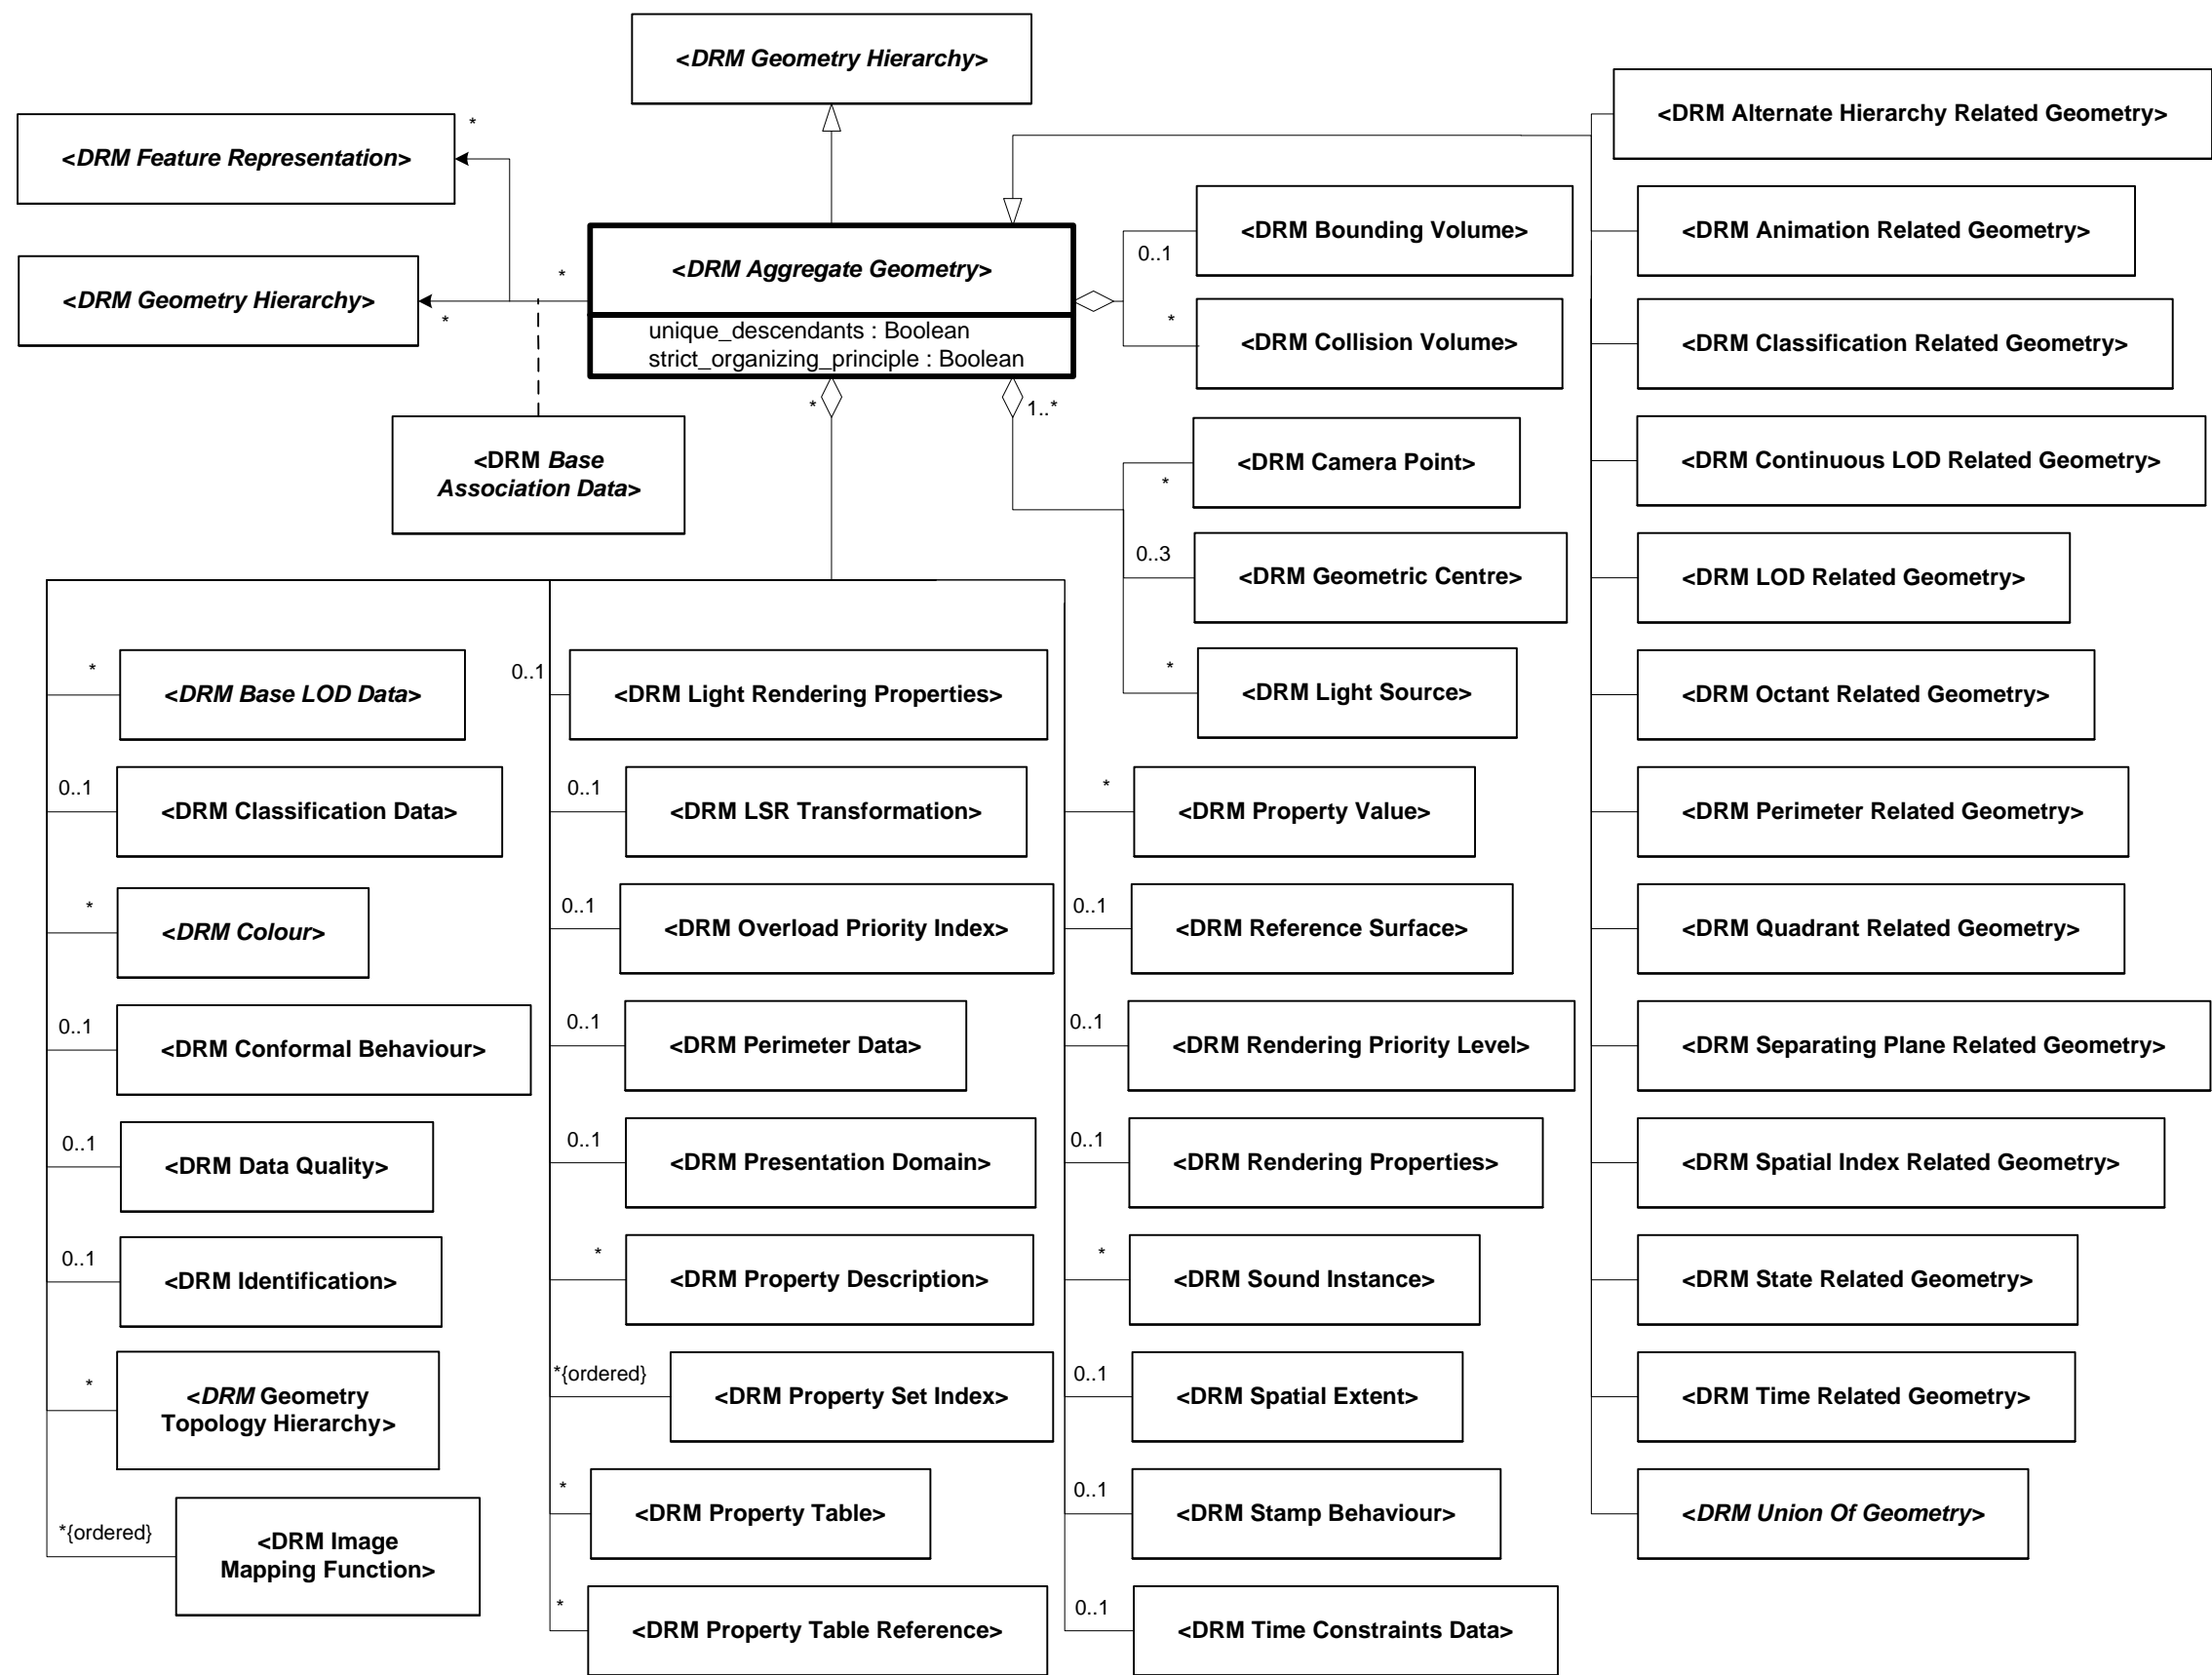 <DRM Geometry Hierarchy>
<DRM Alternate Hierarchy Related Geometry>
*
<DRM Feature Representation>
<DRM Animation Related Geometry>
<DRM Bounding Volume>
0..1
<DRM Aggregate Geometry>
*
<DRM Geometry Hierarchy>
*
unique_descendants : Boolean
strict_organizing_principle : Boolean
*
<DRM Collision Volume>
<DRM Classification Related Geometry>
*
1..*
<DRM Base
Association Data>
<DRM Camera Point>
*
<DRM Continuous LOD Related Geometry>
0..3
<DRM Geometric Centre>
<DRM LOD Related Geometry>
*
<DRM Base LOD Data>
0..1
<DRM Light Rendering Properties>
*
<DRM Light Source>
<DRM Octant Related Geometry>
0..1
<DRM Classification Data>
0..1
<DRM LSR Transformation>
*
<DRM Property Value>
<DRM Perimeter Related Geometry>
*
<DRM Colour>
0..1
<DRM Overload Priority Index>
0..1
<DRM Reference Surface>
<DRM Quadrant Related Geometry>
0..1
<DRM Conformal Behaviour>
0..1
<DRM Perimeter Data>
0..1
<DRM Rendering Priority Level>
<DRM Separating Plane Related Geometry>
0..1
<DRM Data Quality>
0..1
<DRM Presentation Domain>
0..1
<DRM Rendering Properties>
<DRM Spatial Index Related Geometry>
0..1
<DRM Identification>
*
<DRM Property Description>
*
<DRM Sound Instance>
<DRM State Related Geometry>
*
<DRM Geometry
Topology Hierarchy>
*{ordered}
<DRM Property Set Index>
0..1
<DRM Spatial Extent>
<DRM Time Related Geometry>
*{ordered}
<DRM Image
Mapping Function>
*
<DRM Property Table>
0..1
<DRM Stamp Behaviour>
<DRM Union Of Geometry>
*
<DRM Property Table Reference>
0..1
<DRM Time Constraints Data>